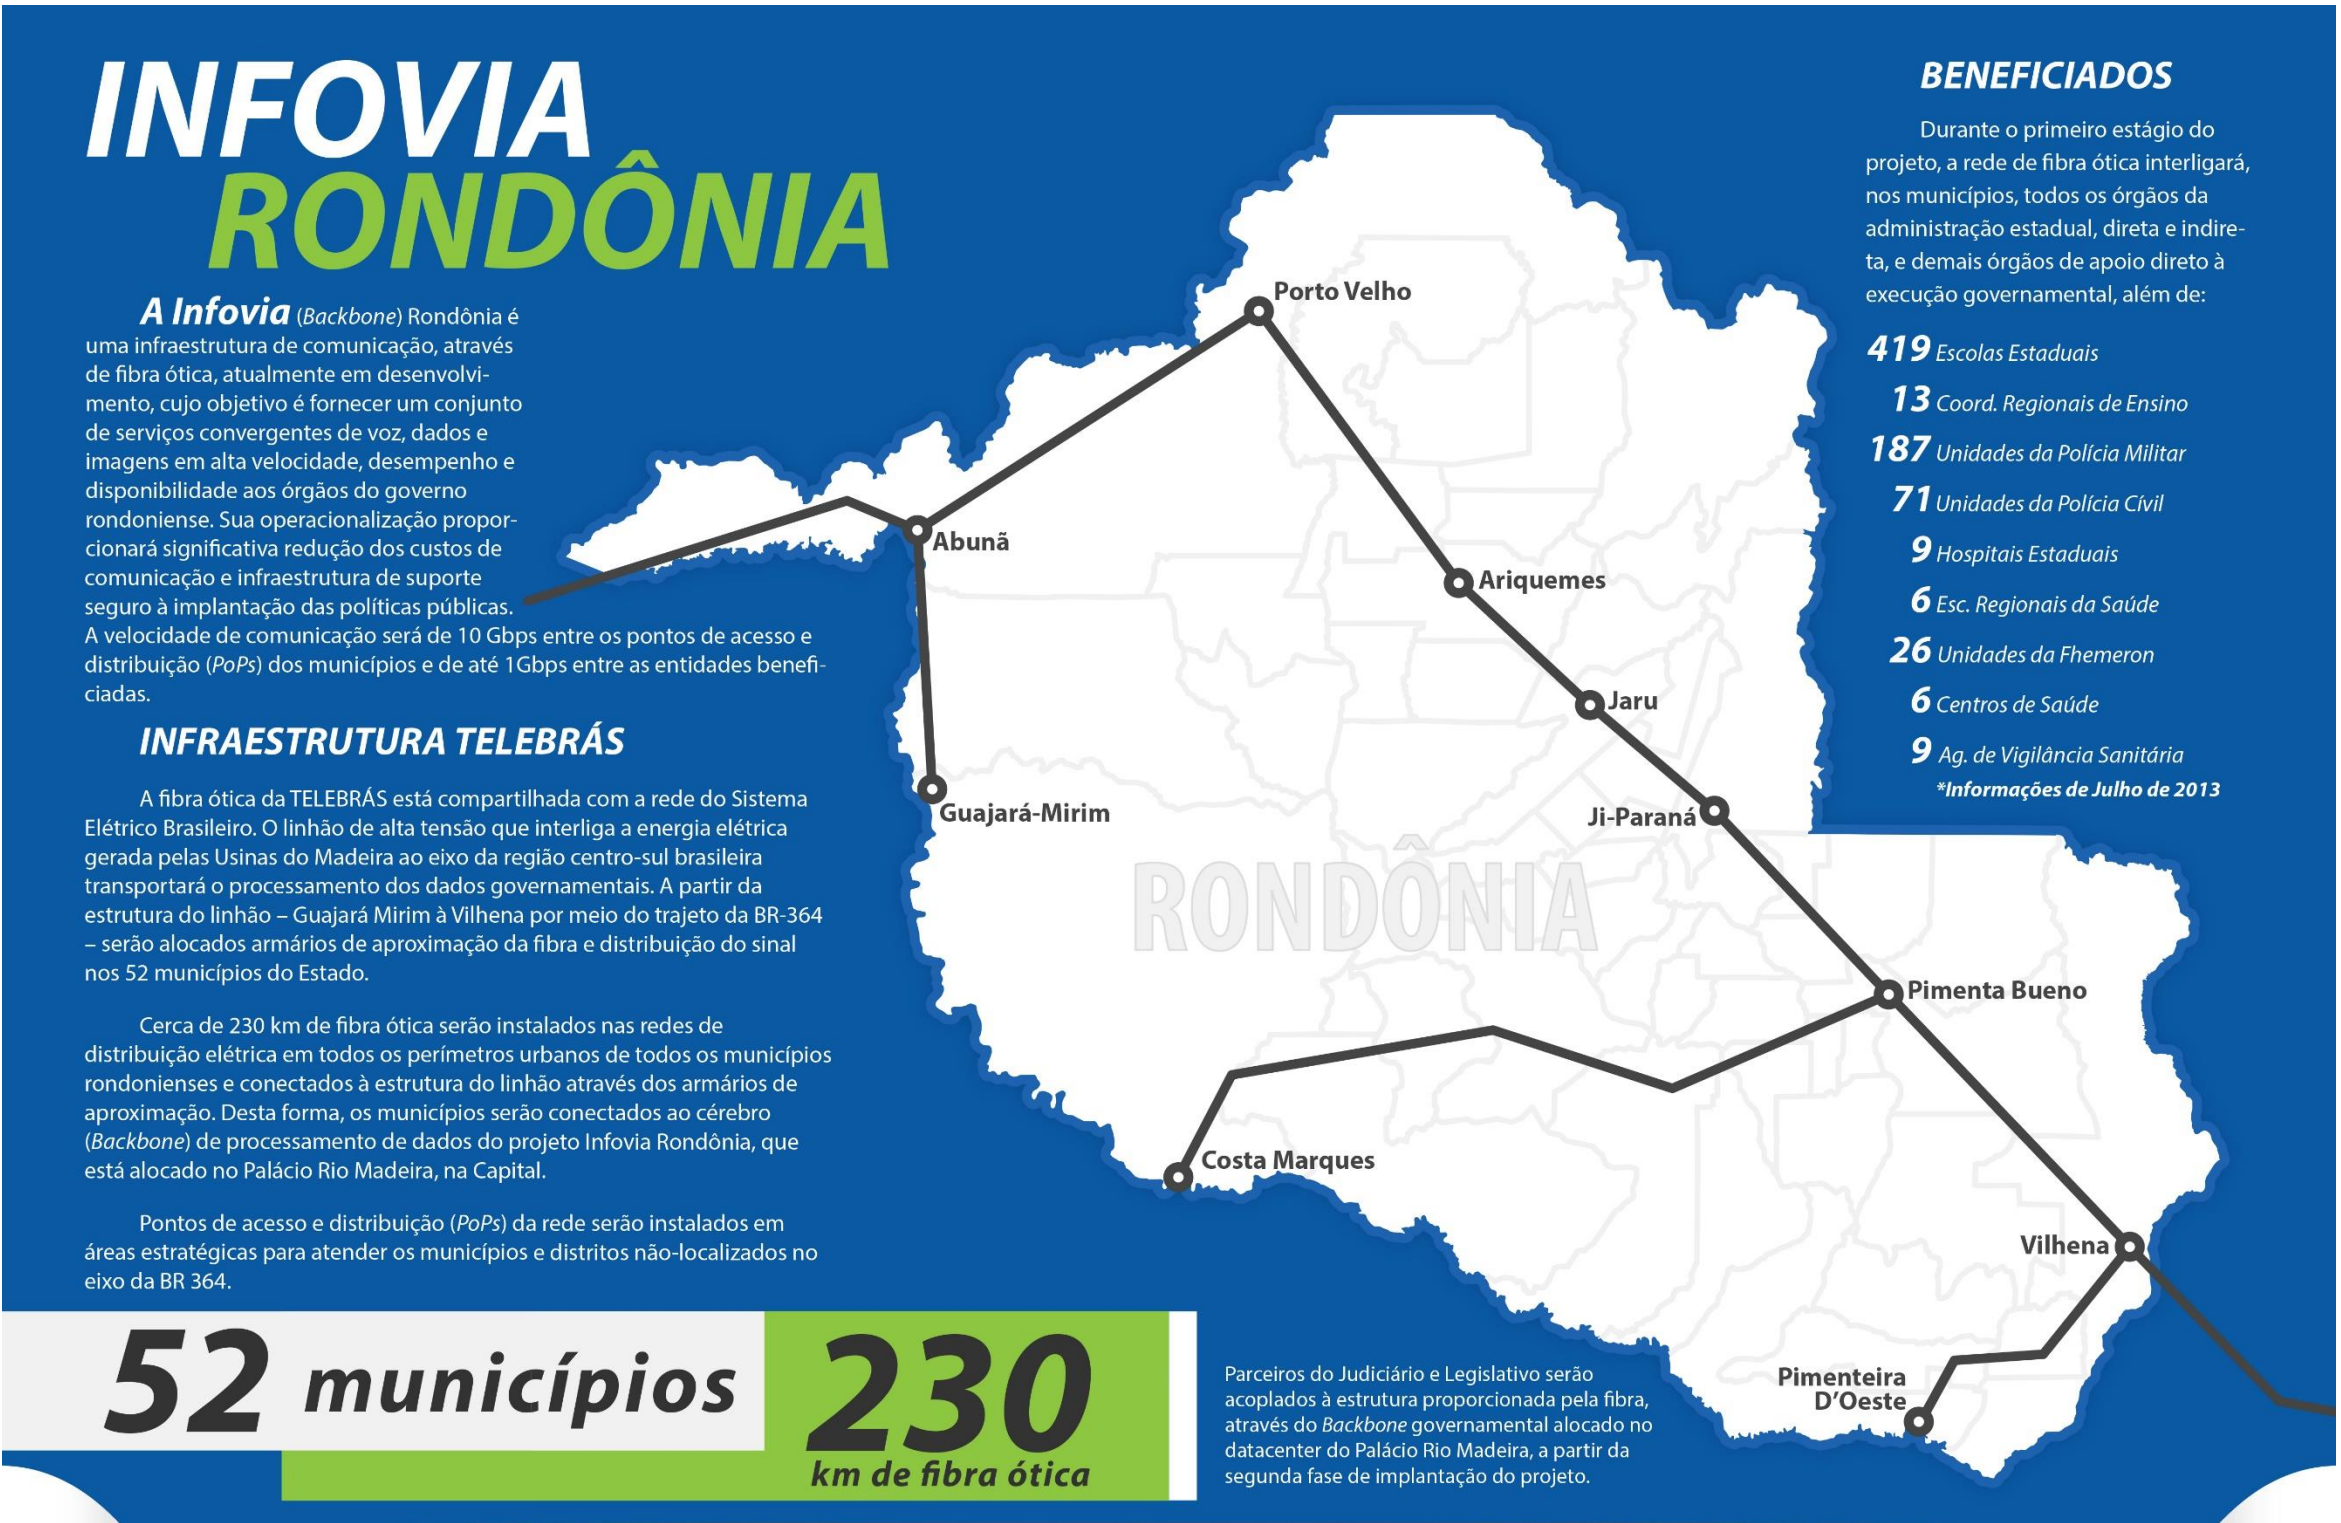 INFOVIA
RONDÔNIA
A Infovia (Backbone) Rondônia é
uma infraestrutura de comunicação, através
de fibra ótica, atualmente em desenvolvi-
mento, cujo objetivo é fornecer um conjunto
de serviços convergentes de voz, dados e
imagens em alta velocidade, desempenho e
disponibilidade aos órgãos do governo
rondoniense. Sua operacionalização propor-
cionará significativa redução dos custos de
comunicação e infraestrutura de suporte
seguro à implantação das políticas públicas.
A velocidade de comunicação será de 10 Gbps entre os pontos de acesso e
distribuição (PoPs) dos municípios e de até 1Gbps entre as entidades benefi-
ciadas.
INFRAESTRUTURA TELEBRÁS
A fibra ótica da TELEBRÁS está compartilhada com a rede do Sistema
Elétrico Brasileiro. O linhão de alta tensão que interliga a energia elétrica
gerada pelas Usinas do Madeira ao eixo da região centro-sul brasileira
transportará o processamento dos dados governamentais. A partir da
estrutura do linhão – Guajará Mirim à Vilhena por meio do trajeto da BR-364
– serão alocados armários de aproximação da fibra e distribuição do sinal
nos 52 municípios do Estado.
Cerca de 230 km de fibra ótica serão instalados nas redes de
distribuição elétrica em todos os perímetros urbanos de todos os municípios
rondonienses e conectados à estrutura do linhão através dos armários de
aproximação. Desta forma, os municípios serão conectados ao cérebro
(Backbone) de processamento de dados do projeto Infovia Rondônia, que
está alocado no Palácio Rio Madeira, na Capital.
Pontos de acesso e distribuição (PoPs) da rede serão instalados em
áreas estratégicas para atender os municípios e distritos não-localizados no
eixo da BR 364.
52 municípios
230
km de fibra ótica
Porto Velho
Abunã
Ariquemes
Jaru
Guajará-Mirim
Ji-Paraná
RONDÔNIA
Pimenta Bueno
Costa Marques
Vilhena
Pimenteira
D'Oeste
Parceiros do Judiciário e Legislativo serão
acoplados à estrutura proporcionada pela fibra,
através do Backbone governamental alocado no
datacenter do Palácio Rio Madeira, a partir da
segunda fase de implantação do projeto.
BENEFICIADOS
Durante o primeiro estágio do
projeto, a rede de fibra ótica interligará,
nos municípios, todos os órgãos da
administração estadual, direta e indire-
ta, e demais órgãos de apoio direto à
execução governamental, além de:
419 Escolas Estaduais
13 Coord. Regionais de Ensino
187 Unidades da Polícia Militar
71 Unidades da Polícia Cívil
9 Hospitais Estaduais
6 Esc. Regionais da Saúde
26 Unidades da Fhemeron
6 Centros de Saúde
9 Ag. de Vigilância Sanitária
*Informações de Julho de 2013